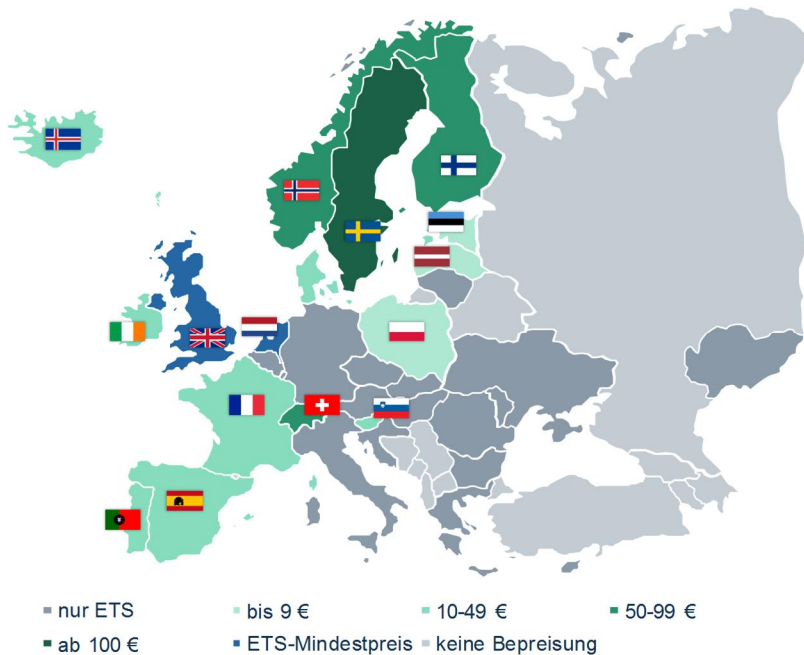 nur ETS
bis 9 €
10-49 €
50-99 €
ab 100 €
ETS-Mindestpreis
keine Bepreisung